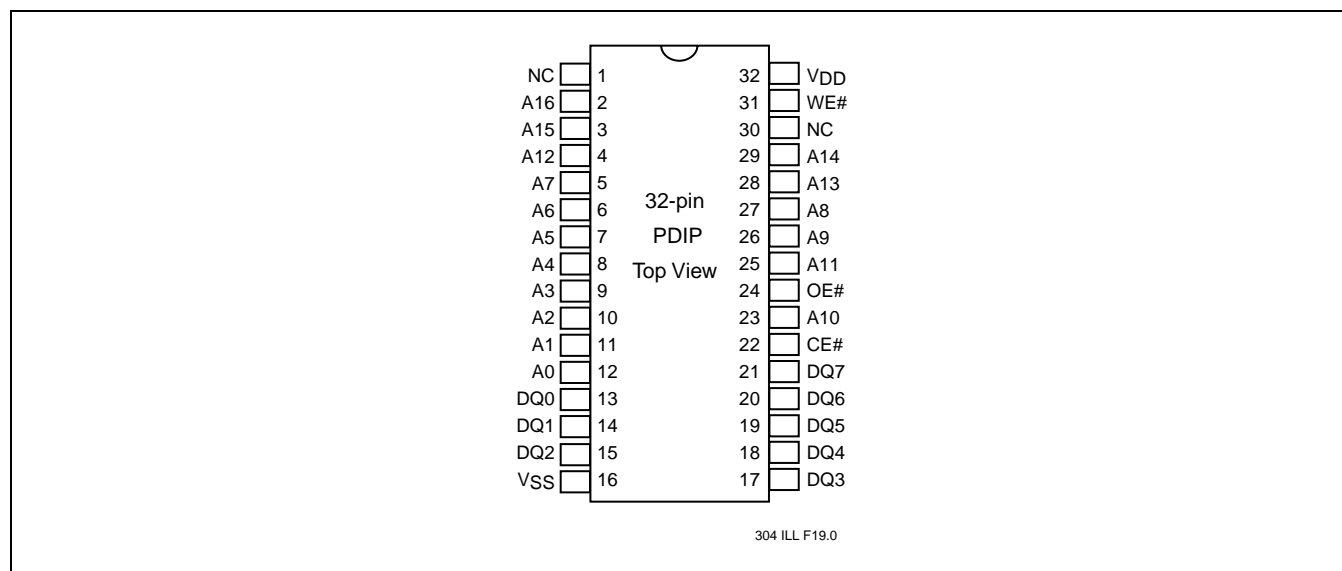 NC 1 32 VDD
A16 2 31 WE#
A15 3 30 NC
A12 4 29 A14
A7 5 28 A13
A6 6 27 A8
A5 7 26 A9
A4 8 25 A11
A3 9 24 OE#
A2 10 23 A10
A1 11 22 CE#
A0 12 21 DQ7
DQ0 13 20 DQ6
DQ1 14 19 DQ5
DQ2 15 18 DQ4
VSS 16 17 DQ3
32-pin
PDIP
Top View
304 ILL F19.0